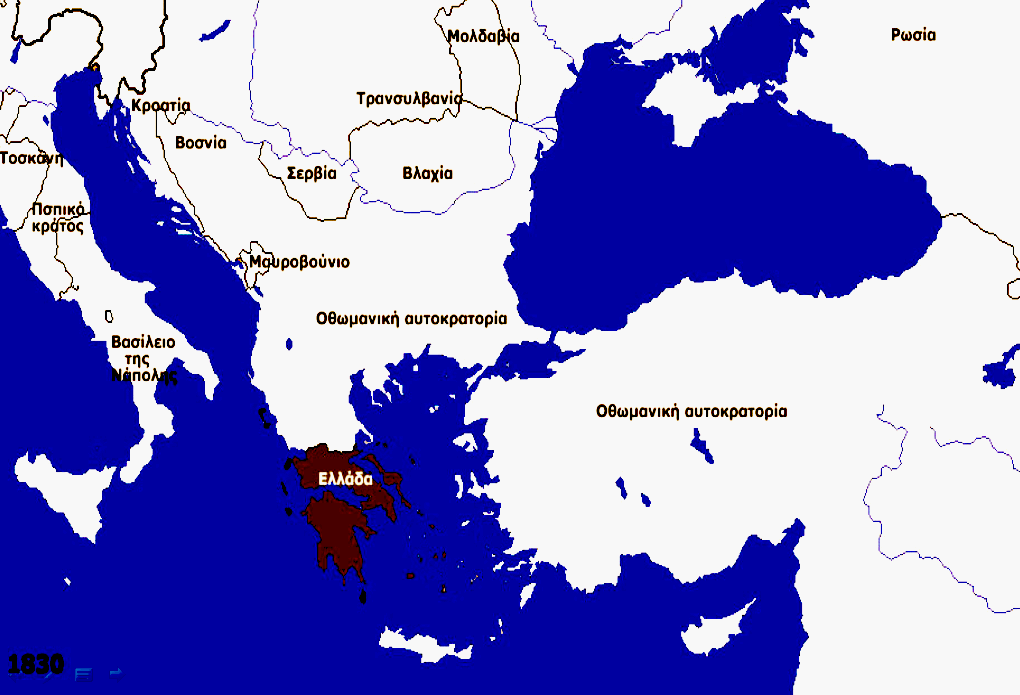 Μολδαβία
Ρωσία
Τρανσυλβανία
Κροατία
Βοσνία
Τοσκάνη
Σερβία
Βλαχία
Πσπικό
κράτος
Μαυροβούνιο
Οθωμανική αυτοκρατορία
Βασίλειο
της
Νάπολης
Οθωμανική αυτοκρατορία
Ελλάδα
1830